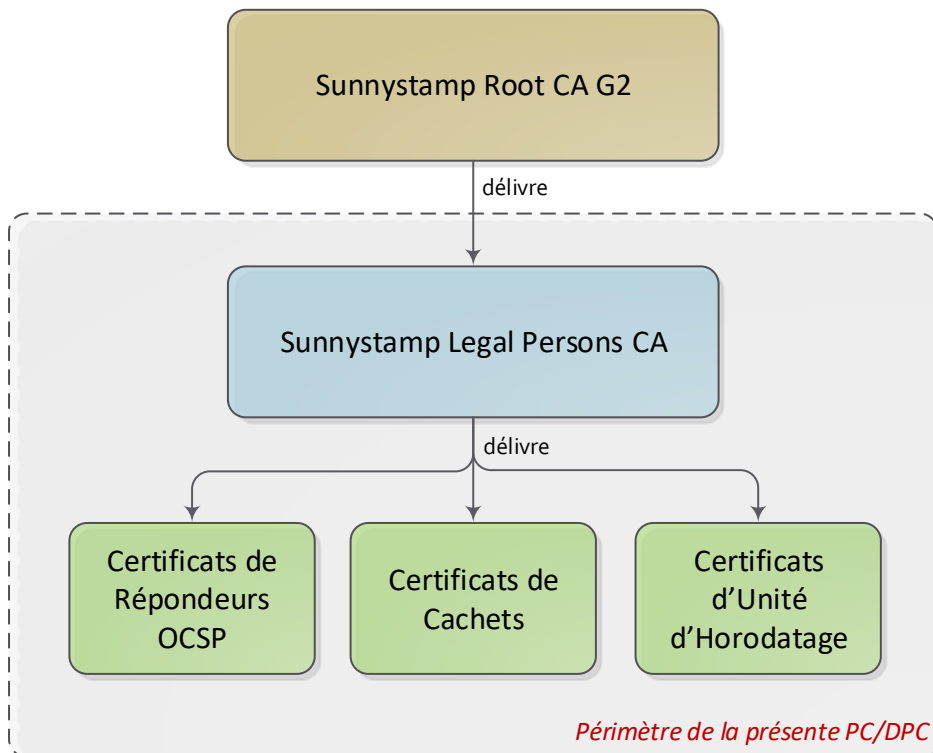 Sunnystamp Root CA G2
délivre
Sunnystamp Legal Persons CA
délivre
Certificats de
Répondeurs
OCSP
Certificats de
Cachets
Certificats
d’Unité
d’Horodatage
Périmètre de la présente PC/DPC